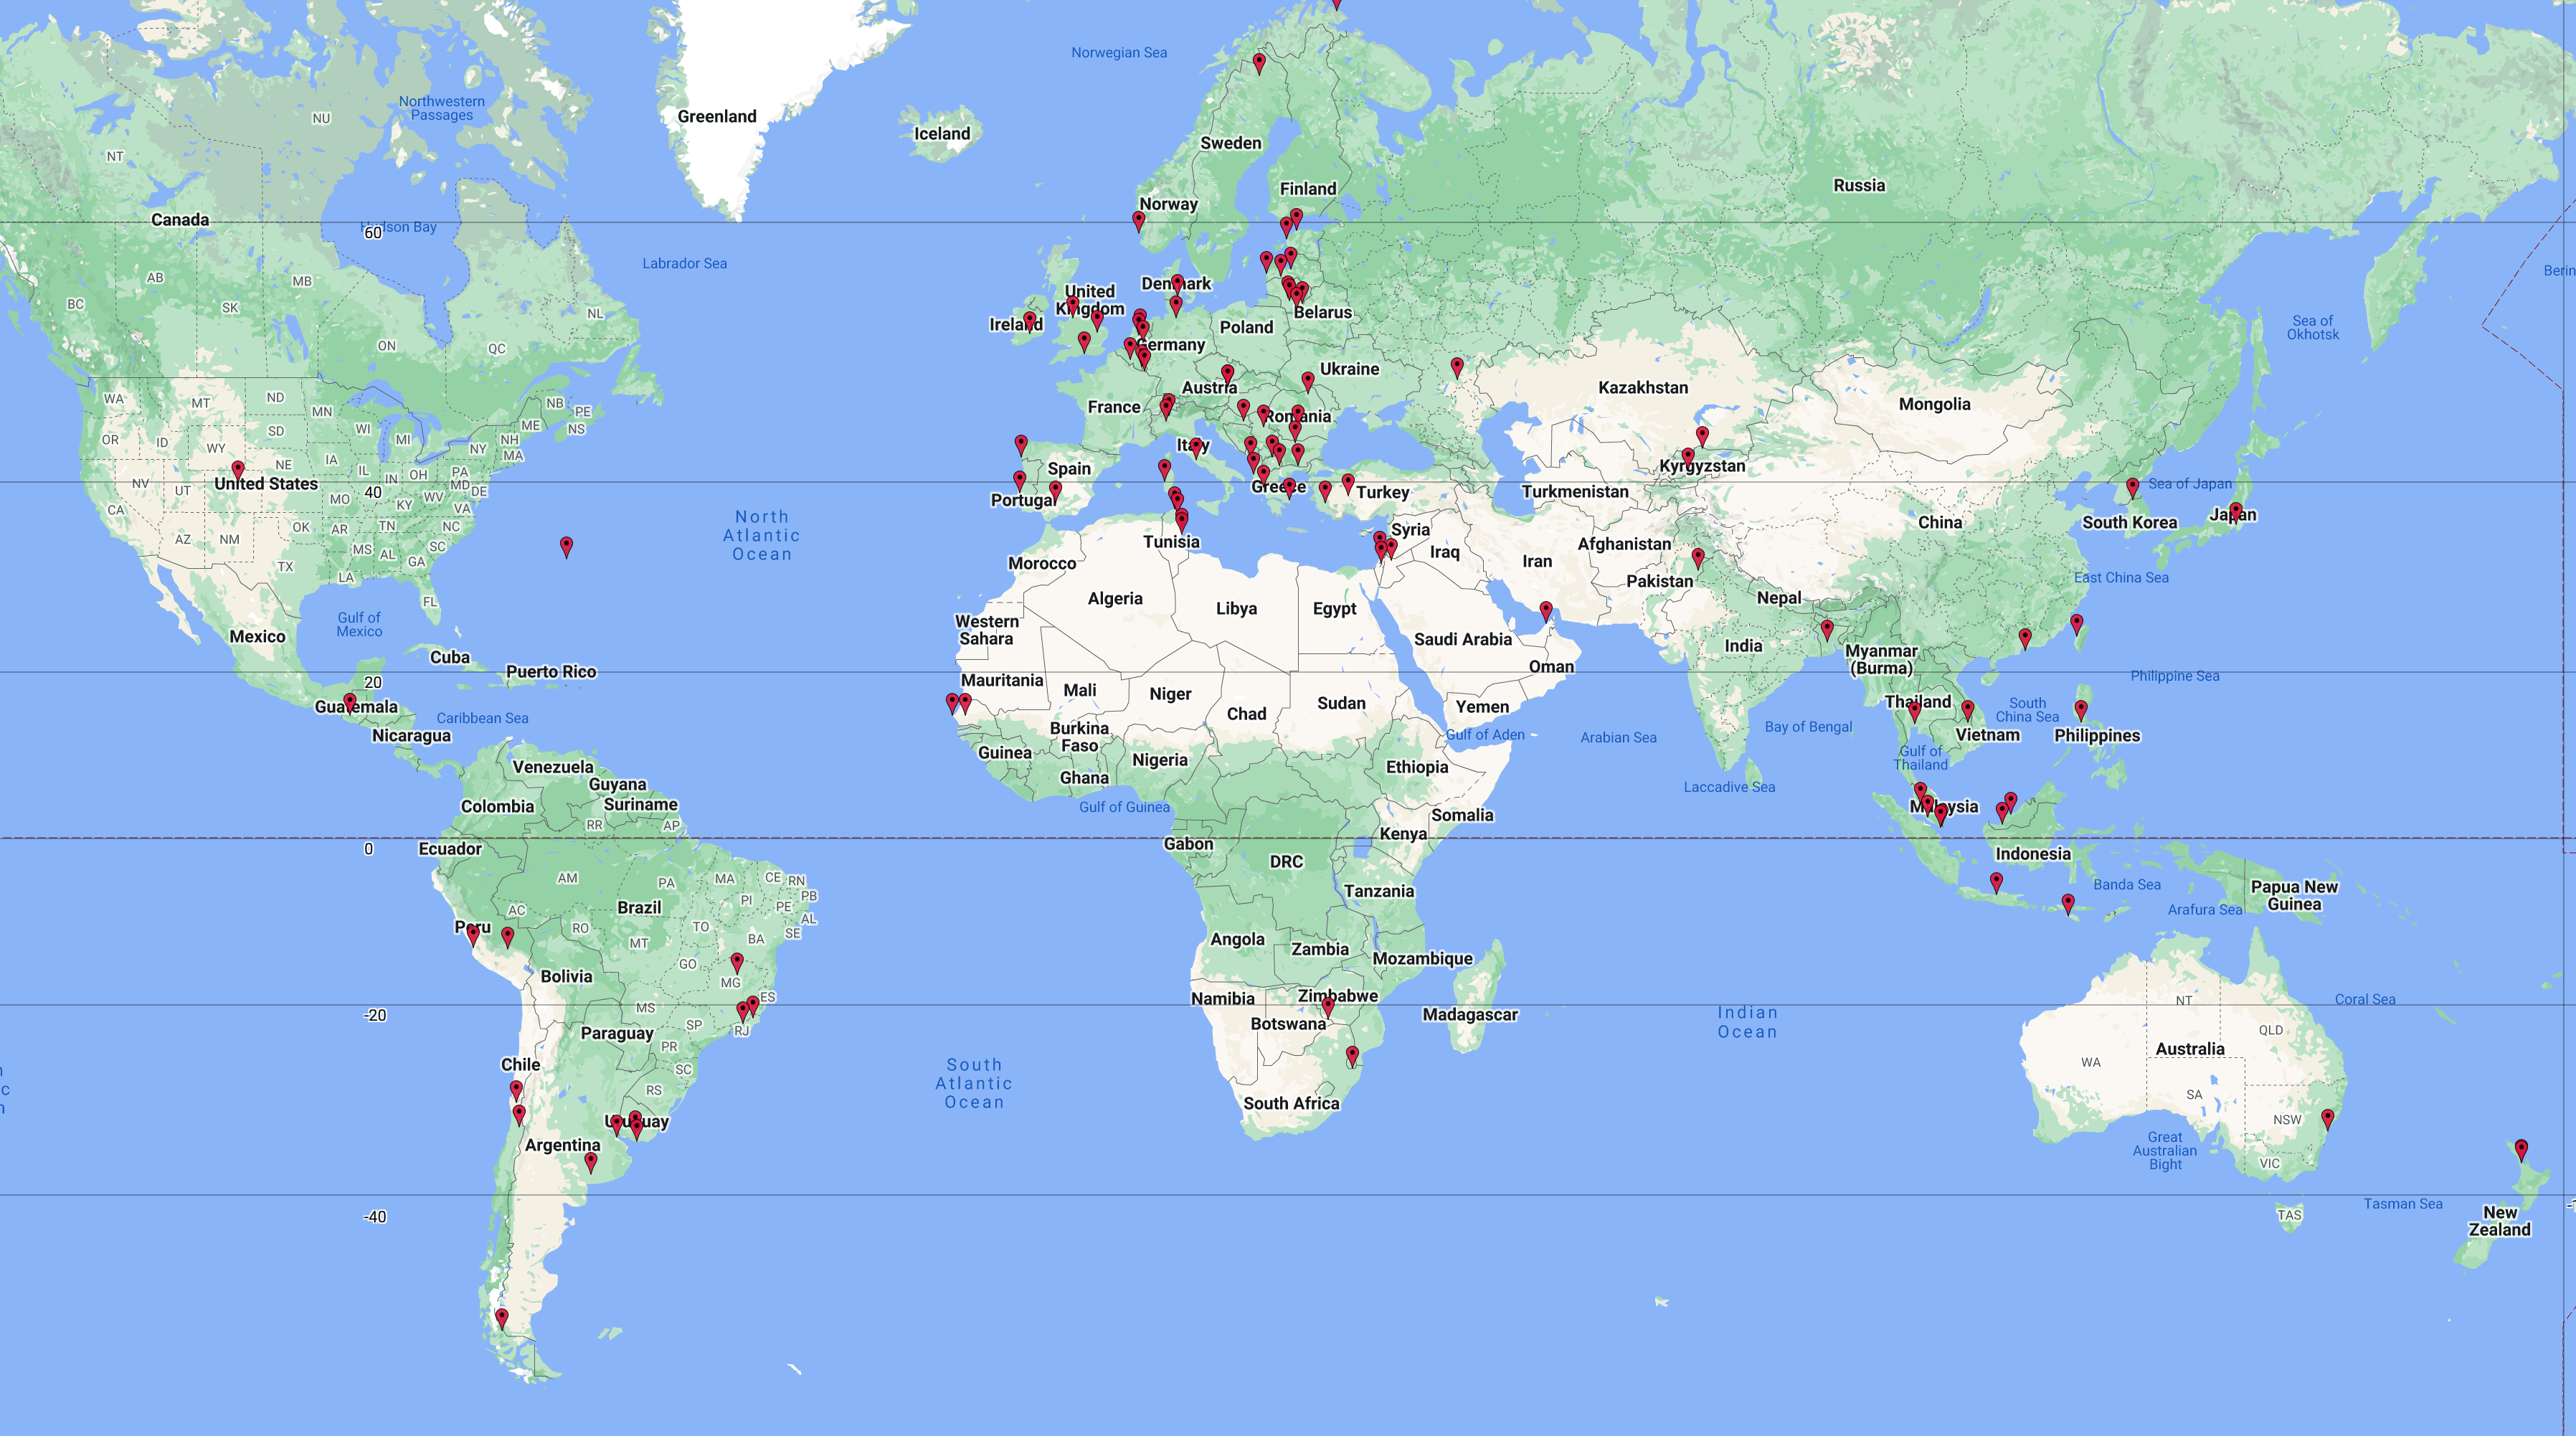 Norwegian Sea
Northwestern
Passages
NU
Greenland
Iceland
NT
Sweden
Finland
Russia
Norway
Canada
Hudson Bay
60
Labrador Sea
AB
MB
BC
SK
NL
ON
QC
Denmark
United
Kingdom
Ireland
Belarus
Poland
Germany
Sea of
Okhotsk
Berin
WA
MT
ND
MN
NB
PE
NS
ME
Austria
Ukraine
France
Romania
Kazakhstan
Mongolia
OR
ID
WY
SD
WI
MI
NY
NH
MA
Italy
NE
IA
IL
IN
OH
PA
MD
DE
NV
UT
United States
MO
KY
WV
VA
40
Spain
Portugal
Greece
Turkey
Turkmenistan
Kyrgyzstan
Sea of Japan
CA
AZ
NM
OK
AR
TN
NC
MS
AL
SC
GA
TX
LA
FL
North
Atlantic
Ocean
Tunisia
Morocco
Syria
Iraq
Iran
Afghanistan
Pakistan
China
South Korea
Japan
East China Sea
Algeria
Libya
Egypt
Nepal
Gulf of
Mexico
Mexico
Western
Sahara
Saudi Arabia
India
Myanmar
(Burma)
Cuba
Puerto Rico
20
Oman
Philippine Sea
Mauritania
Mali
Niger
Chad
Sudan
Yemen
Guatemala
Caribbean Sea
Nicaragua
Thailand
South
China Sea
Bay of Bengal
Vietnam
Philippines
Burkina
Faso
Guinea
Gulf of Aden
Arabian Sea
Gulf of
Thailand
Venezuela
Guyana
Suriname
Colombia
Ghana
Nigeria
Ethiopia
Laccadive Sea
Gulf of Guinea
Malaysia
Somalia
RR
AP
Kenya
0
Ecuador
Gabon
DRC
Indonesia
AM
PA
MA
CE
RN
PB
PI
PE
AL
SE
Tanzania
Banda Sea
Papua New
Guinea
Arafura Sea
AC
Brazil
Peru
RO
TO
BA
MT
Angola
Zambia
Mozambique
GO
Bolivia
MG
ES
MS
Namibia
Zimbabwe
Madagascar
Indian
Ocean
NT
Coral Sea
-20
Paraguay
SP
RJ
Botswana
QLD
PR
SC
Chile
RS
South
Atlantic
Ocean
South Africa
WA
Australia
SA
NSW
Uruguay
Argentina
Great
Australian
Bight
VIC
Tasman Sea
-40
TAS
New
Zealand